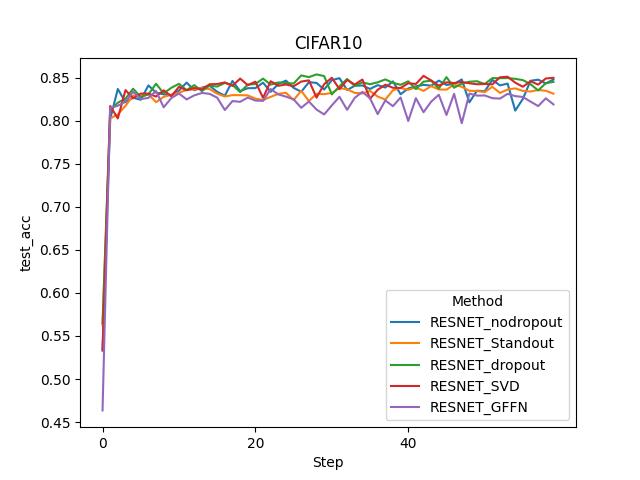 CIFAR10
test_acc
0.85
0.80
0.75
0.70
0.65
0.60
0.55
0.50
0.45
0
20
40
Step
Method
RESNET_nodropout
RESNET_Standout
RESNET_dropout
RESNET_SVD
RESNET_GFFN